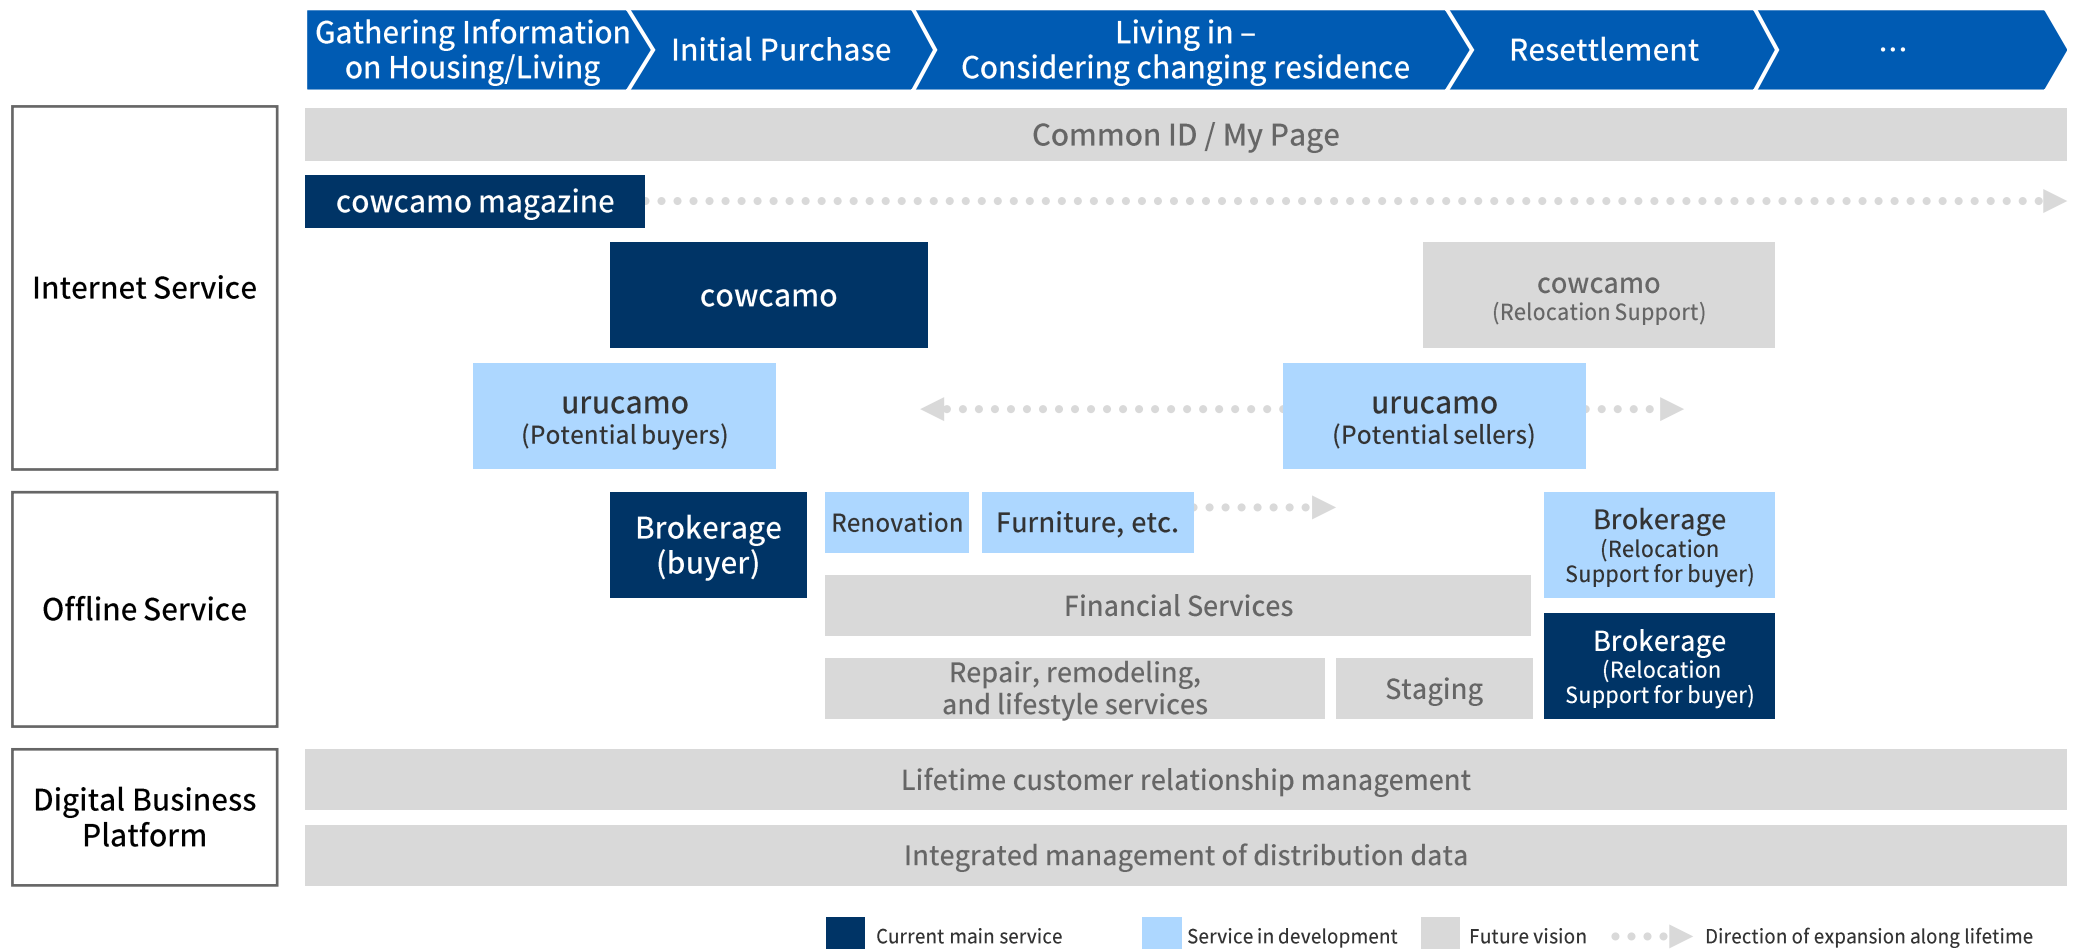 Gathering Information
on Housing/Living
Initial Purchase
Living in –
Considering changing residence
Resettlement
…
Internet Service
Common ID / My Page
cowcamo magazine
cowcamo
cowcamo
(Relocation Support)
urucamo
(Potential buyers)
urucamo
(Potential sellers)
Offline Service
Brokerage
(buyer)
Renovation
Furniture, etc.
Brokerage
(Relocation
Support for buyer)
Financial Services
Repair, remodeling,
and lifestyle services
Staging
Brokerage
(Relocation
Support for buyer)
Digital Business
Platform
Lifetime customer relationship management
Integrated management of distribution data
Current main service
Service in development
Future vision
Direction of expansion along lifetime